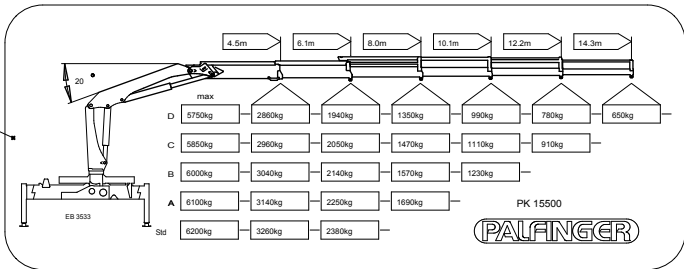 4.5m 6.1m 8.0m 10.1m 12.2m 14.3m
20°
max
D 5750kg 2860kg 1940kg 1350kg 990kg 780kg 650kg
C 5850kg 2960kg 2050kg 1470kg 1110kg 910kg
B 6000kg 3040kg 2140kg 1570kg 1230kg
A 6100kg 3140kg 2250kg 1690kg
PK 15500
EB 3533
Std 6200kg 3260kg 2380kg
PALFINGER